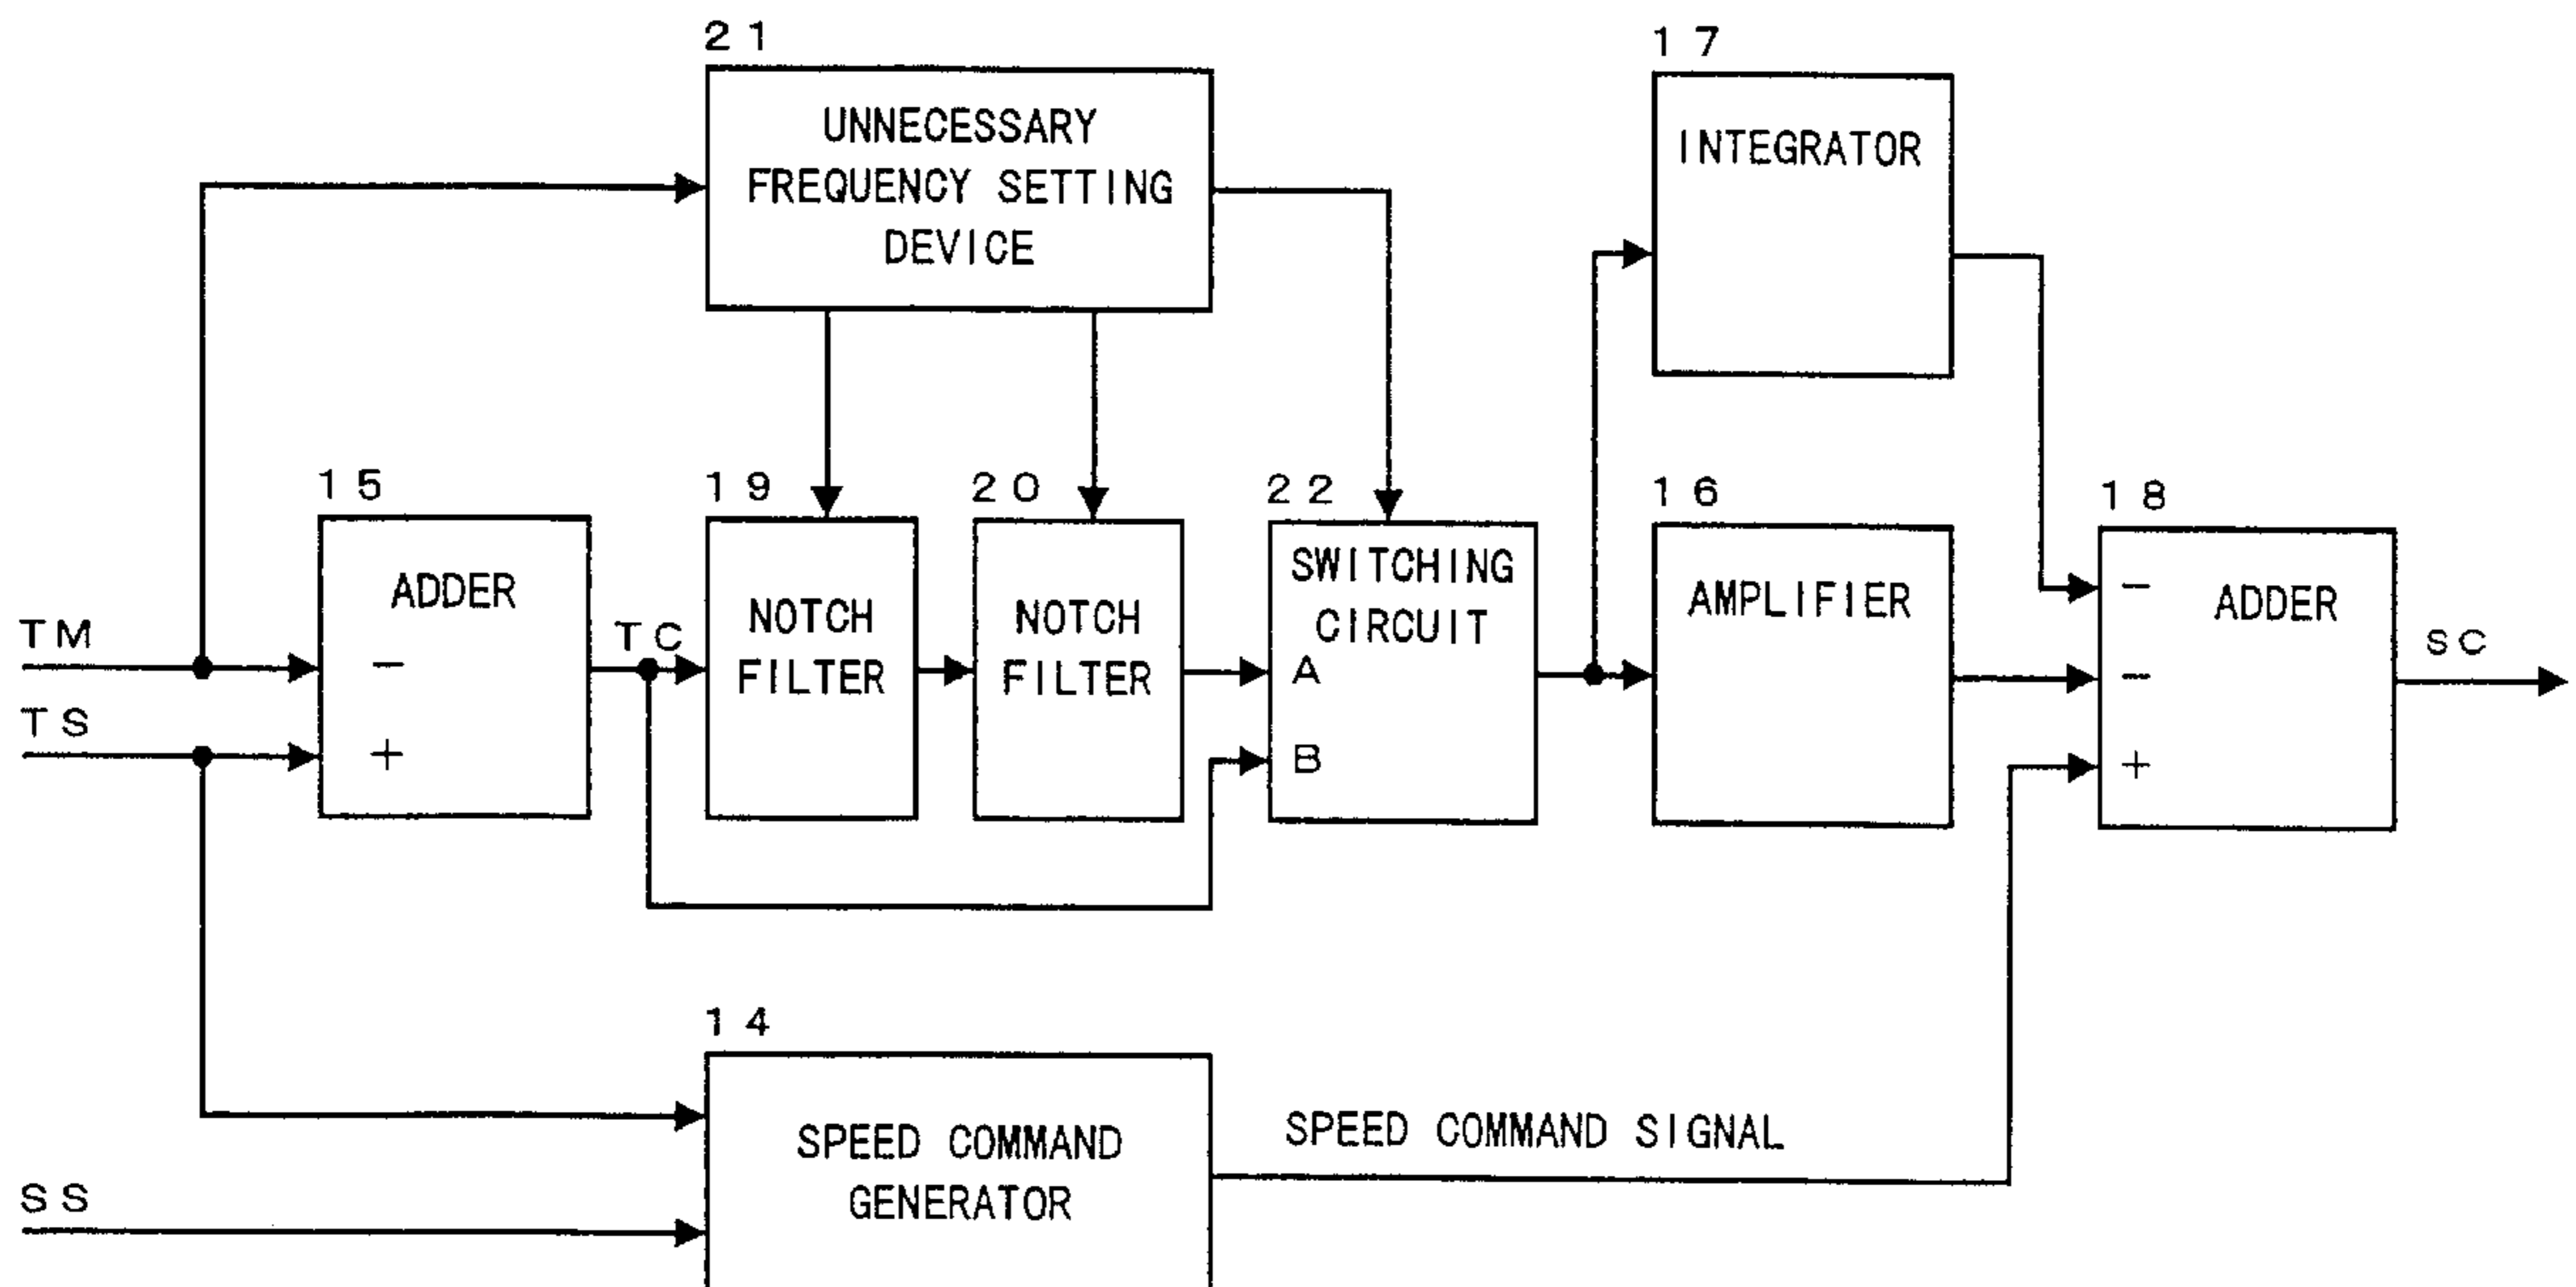 21
UNNECESSARY
FREQUENCY SETTING
DEVICE
17
INTEGRATOR
15
ADDER
-
+
TM
TS
TC
19
NOTCH
FILTER
20
NOTCH
FILTER
22
SWITCHING
CIRCUIT
A
B
16
AMPLIFIER
18
-
-
+
ADDER
SC
14
SPEED COMMAND
GENERATOR
SPEED COMMAND SIGNAL
SS